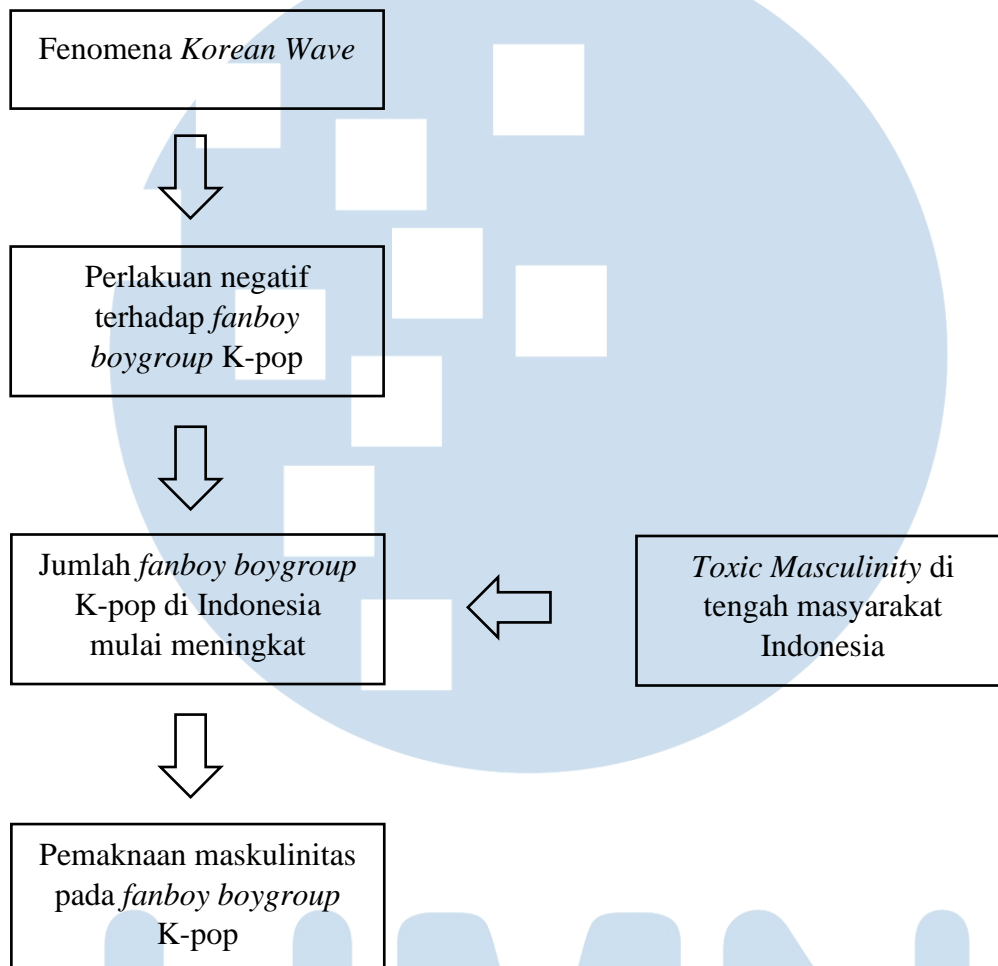 Fenomena Korean Wave
Perlakuan negatif
terhadap fanboy
boygroup K-pop
Jumlah fanboy boygroup
K-pop di Indonesia
mulai meningkat
Toxic Masculinity di
tengah masyarakat
Indonesia
Pemaknaan maskulinitas
pada fanboy boygroup
K-pop